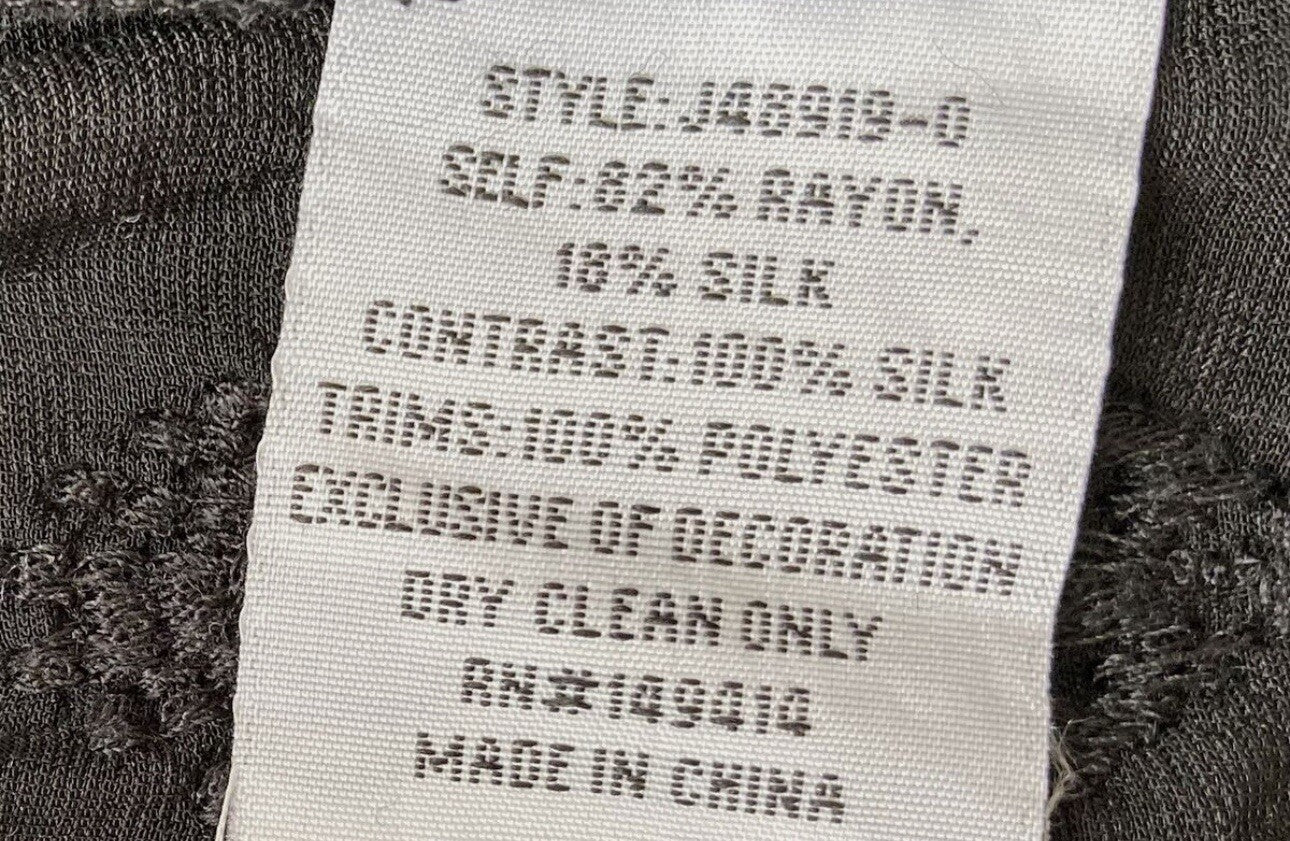 STYLE: J48919-0
SELF:82% RAYON,
18% SILK
CONTRAST:100% SILK
TRIMS:100% POLYESTER
EXCLUSIVE OF DECORATION
DRY CLEAN ONLY
RN#149414
MADE IN CHINA